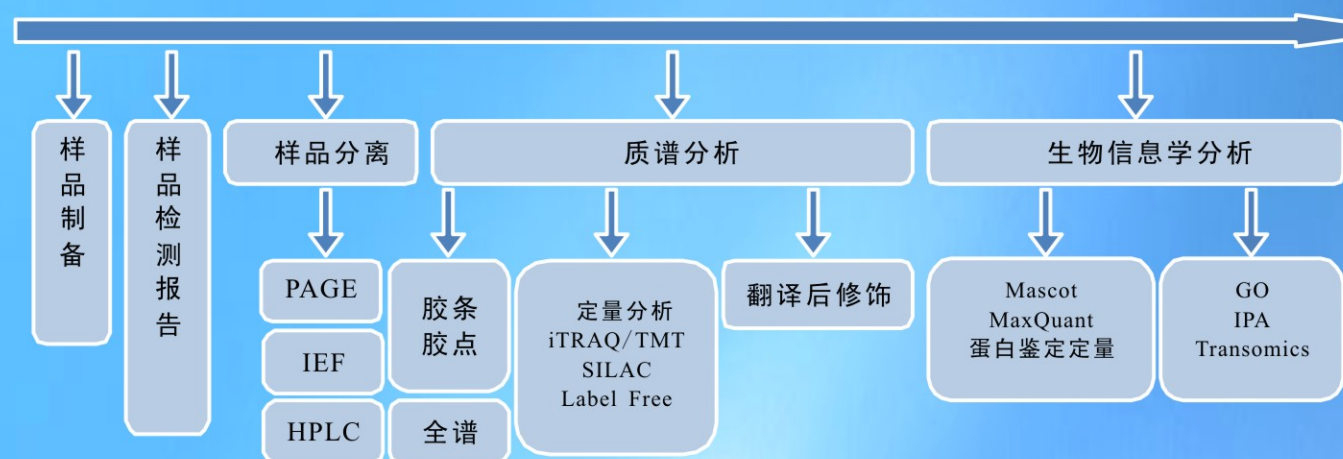 样品制备
样品检测报告
样品分离
质谱分析
生物信息学分析
PAGE
IEF
HPLC
胶条
胶点
全谱
定量分析
iTRAQ/TMT
SILAC
Label Free
翻译后修饰
Mascot
MaxQuant
蛋白鉴定定量
GO
IPA
Transomics